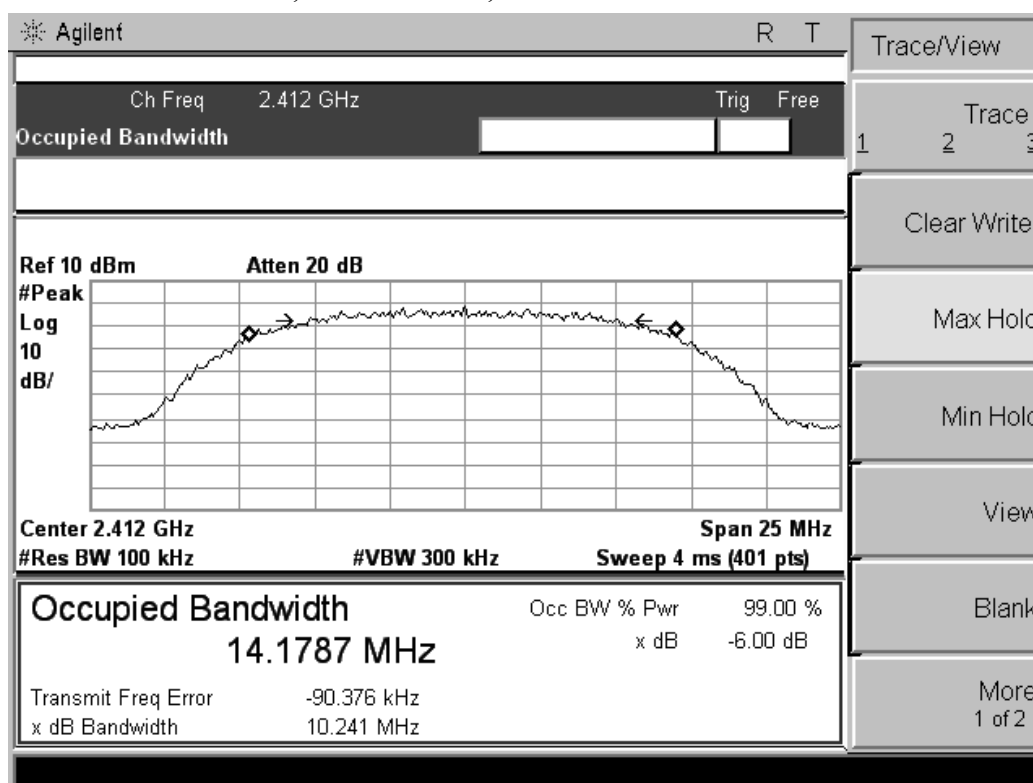 Agilent R T
Trace/View
Ch Freq 2.412 GHz Trig Free
Occupied Bandwidth
Trace
1 2
Clear Write
Ref 10 dBm Atten 20 dB
#Peak
Log
10
dB/
Max Hold
Min Hold
View
Center 2.412 GHz Span 25 MHz
#Res BW 100 kHz #VBW 300 kHz Sweep 4 ms (401 pts)
Blank
Occupied Bandwidth Occ BW % Pwr 99.00 %
14.1787 MHz x dB -6.00 dB
Transmit Freq Error -90.376 kHz
x dB Bandwidth 10.241 MHz
More
1 of 2